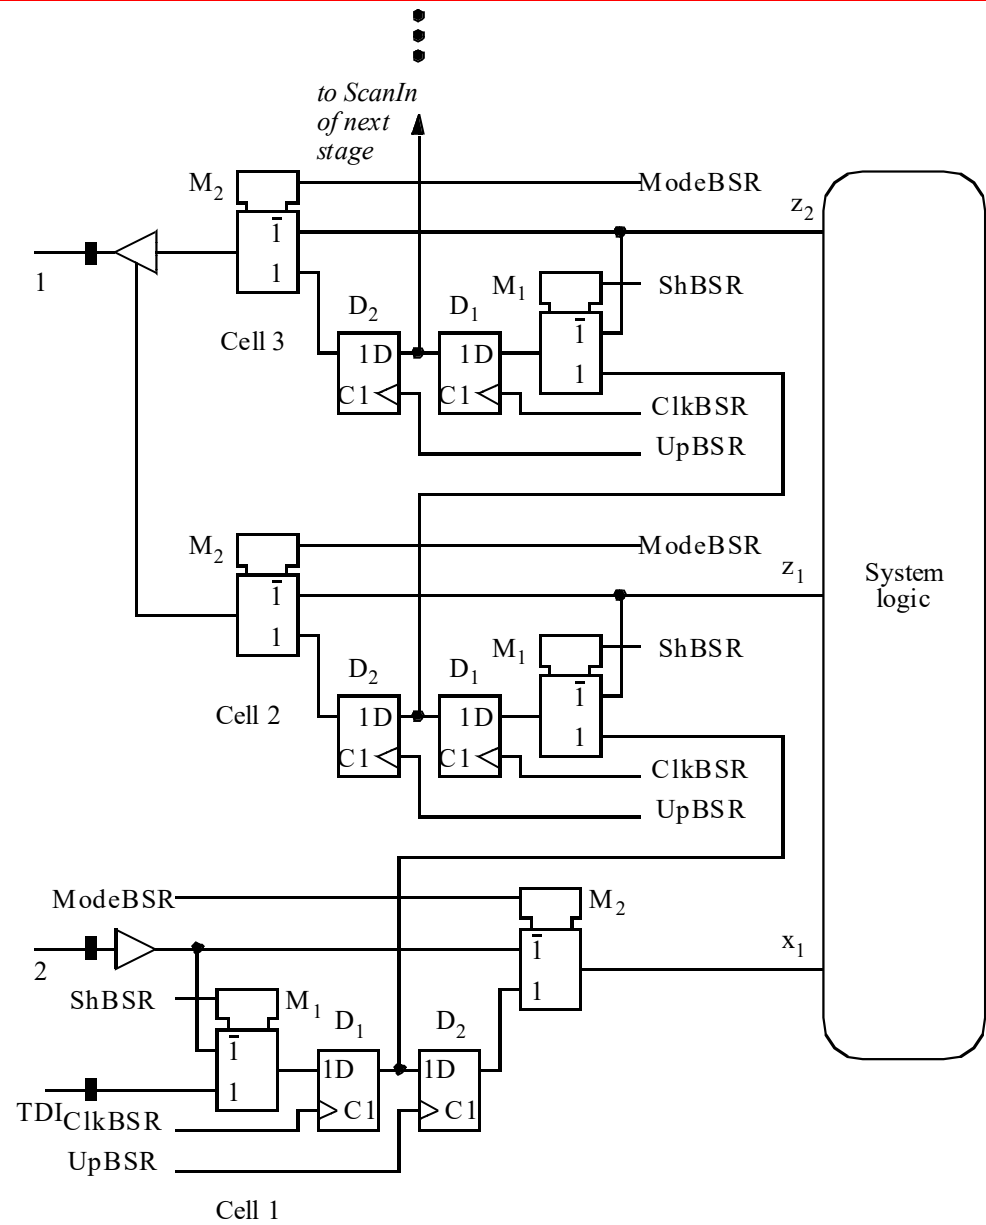 to ScanIn
of next
stage
M2
ModeBSR
1̄
1
z2
1
M1
ShBSR
1̄
1
D2
D1
Cell 3
1D
C1
1D
C1
ClkBSR
UpBSR
M2
ModeBSR
1̄
1
z1
System
logic
M1
ShBSR
1̄
1
D2
D1
Cell 2
1D
C1
1D
C1
ClkBSR
UpBSR
ModeBSR
M2
1̄
1
x1
2
ShBSR
M1
1̄
1
D1
D2
1D
C1
1D
C1
TDI
ClkBSR
UpBSR
Cell 1